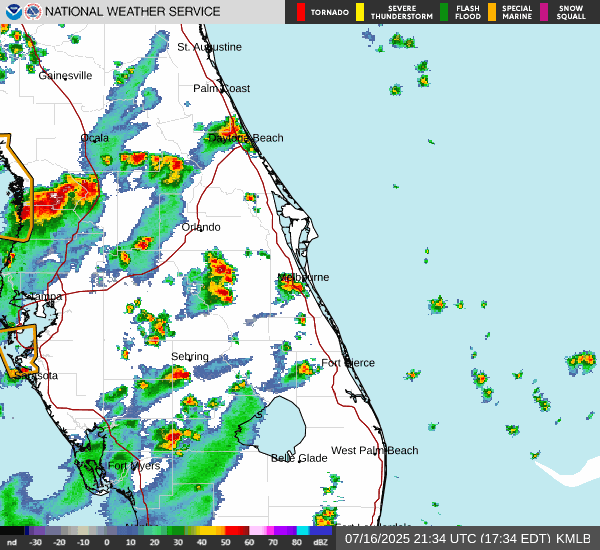 NATIONAL WEATHER SERVICE
TORNADO
SEVERE THUNDERSTORM
FLASH FLOOD
SPECIAL MARINE
SNOW SQUALL
St. Augustine
Gainesville
Palm Coast
Ocala
Daytona Beach
Orlando
Melbourne
Tampa
Sebring
Fort Pierce
Sarasota
West Palm Beach
Belle Glade
Fort Myers
Fort Lauderdale
nd -30 -20 -10 0 10 20 30 40 50 60 70 80 dBZ
07/16/2025 21:34 UTC (17:34 EDT) KMLB